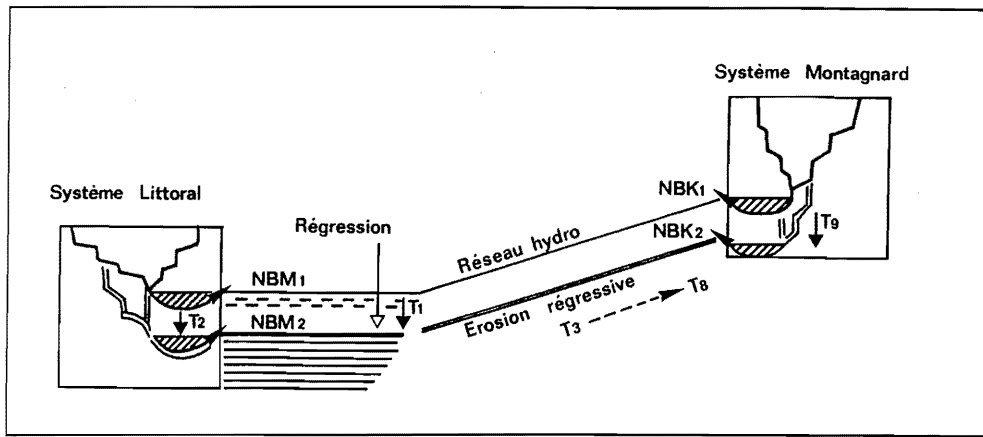 Système Montagnard
Système Littoral
Régression
NBK1
NBK2
T9
Réseau hydro
NBM1
T1
T2
NBM2
Erosion régressive
T3
T8